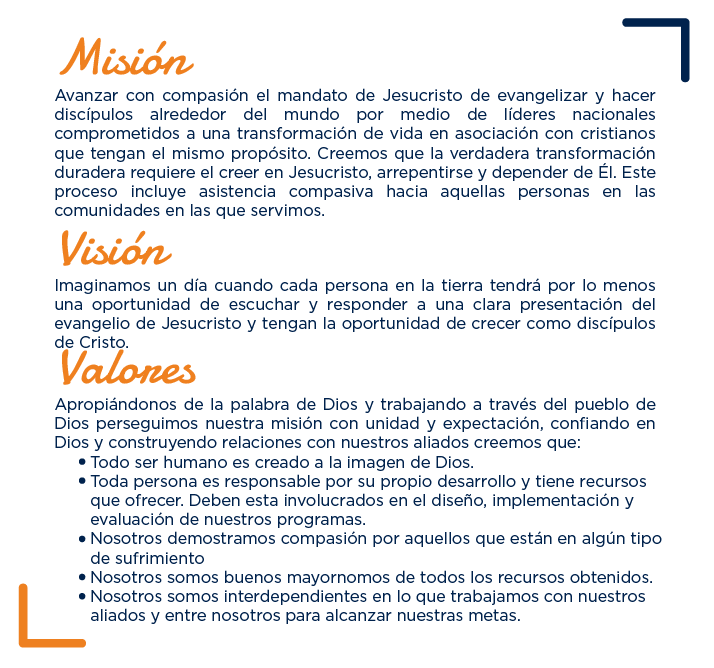 Misión
Avanzar con compasión el mandato de Jesucristo de evangelizar y hacer
discípulos alrededor del mundo por medio de líderes nacionales
comprometidos a una transformación de vida en asociación con cristianos
que tengan el mismo propósito. Creemos que la verdadera transformación
duradera requiere el creer en Jesucristo, arrepentirse y depender de Él. Este
proceso incluye asistencia compasiva hacia aquellas personas en las
comunidades en las que servimos.
Visión
Imaginamos un día cuando cada persona en la tierra tendrá por lo menos
una oportunidad de escuchar y responder a una clara presentación del
evangelio de Jesucristo y tengan la oportunidad de crecer como discípulos
de Cristo.
Valores
Apropiándonos de la palabra de Dios y trabajando a través del pueblo de
Dios perseguimos nuestra misión con unidad y expectación, confiando en
Dios y construyendo relaciones con nuestros aliados creemos que:
• Todo ser humano es creado a la imagen de Dios.
• Toda persona es responsable por su propio desarrollo y tiene recursos
que ofrecer. Deben esta involucrados en el diseño, implementación y
evaluación de nuestros programas.
• Nosotros demostramos compasión por aquellos que están en algún tipo
de sufrimiento
• Nosotros somos buenos mayornomos de todos los recursos obtenidos.
• Nosotros somos interdependientes en lo que trabajamos con nuestros
aliados y entre nosotros para alcanzar nuestras metas.